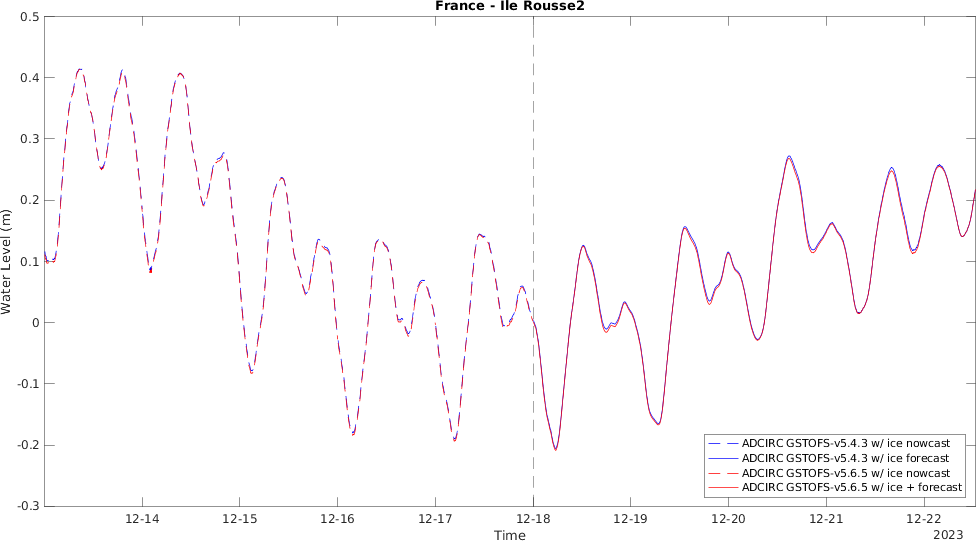 France - Ile Rousse2
0.5
0.4
0.3
0.2
0.1
0
-0.1
-0.2
-0.3
Water Level (m)
12-14 12-15 12-16 12-17 12-18 12-19 12-20 12-21 12-22
Time
2023
ADCIRC GSTOFS-v5.4.3 w/ ice nowcast
ADCIRC GSTOFS-v5.4.3 w/ ice forecast
ADCIRC GSTOFS-v5.6.5 w/ ice nowcast
ADCIRC GSTOFS-v5.6.5 w/ ice + forecast